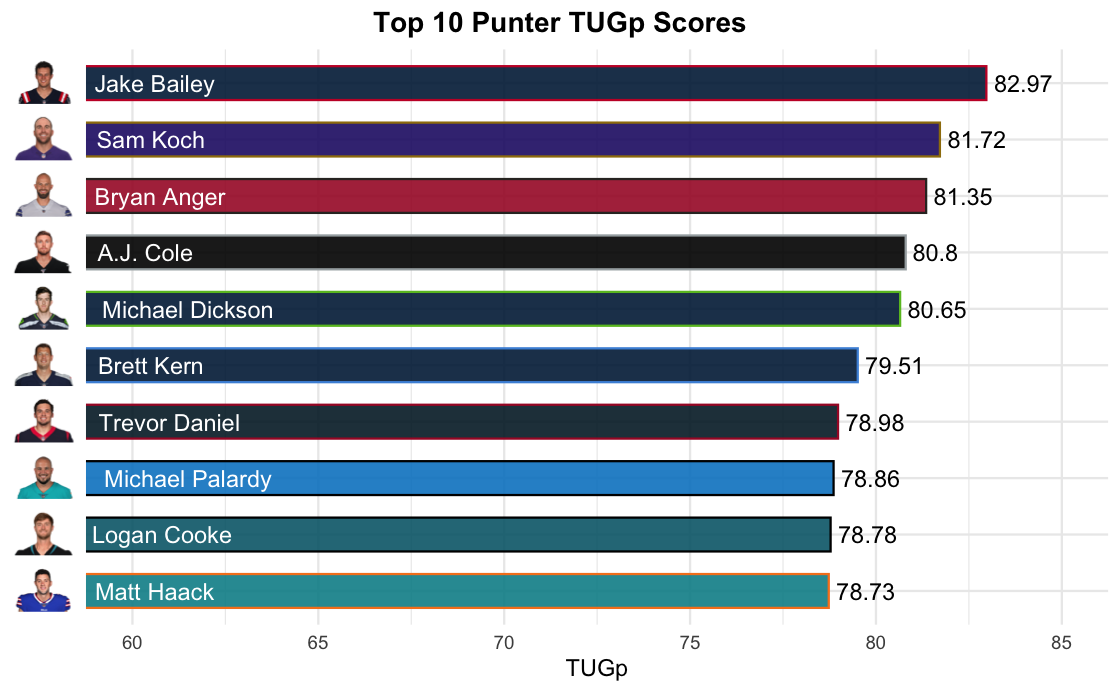 Top 10 Punter TUGp Scores
Jake Bailey 82.97
Sam Koch 81.72
Bryan Anger 81.35
A.J. Cole 80.8
Michael Dickson 80.65
Brett Kern 79.51
Trevor Daniel 78.98
Michael Palardy 78.86
Logan Cooke 78.78
Matt Haack 78.73
60 65 70 75 80 85
TUGp